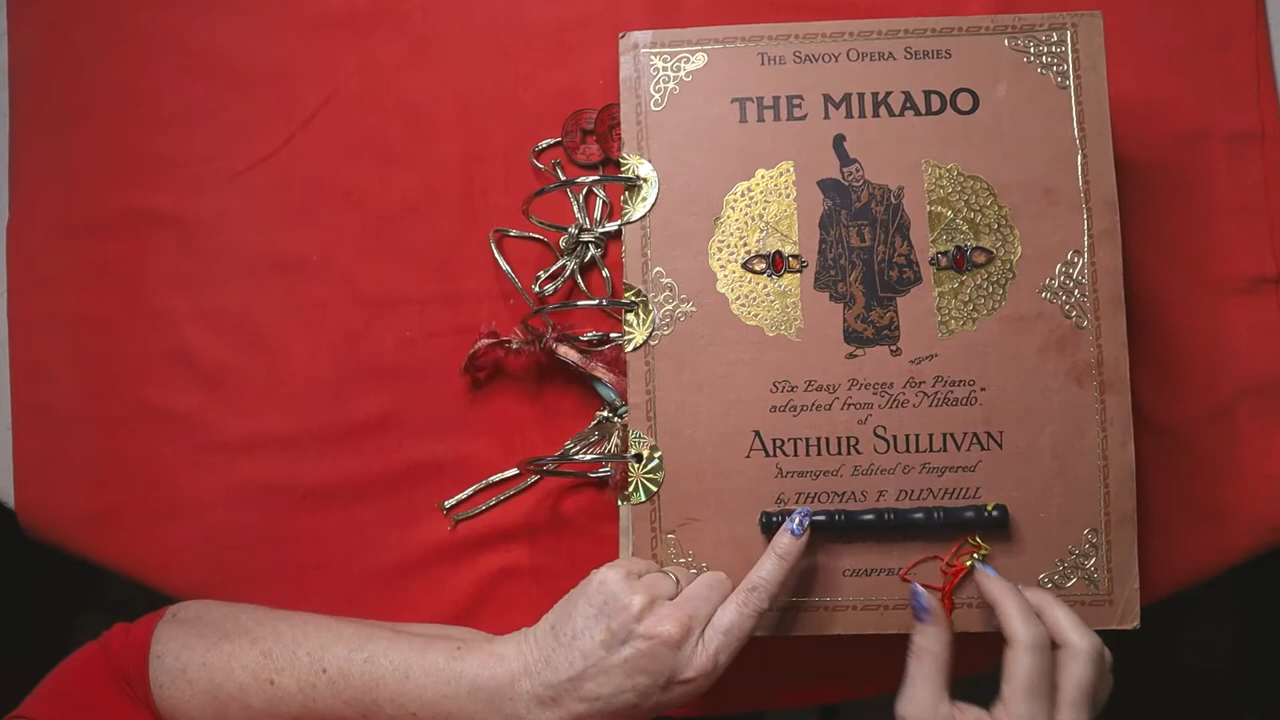 THE SAVOY OPERA SERIES
THE MIKADO
Six Easy Pieces for Piano
adapted from "The Mikado"
of
ARTHUR SULLIVAN
Arranged, Edited & Fingered
by THOMAS F. DUNHILL
CHAPPELL.